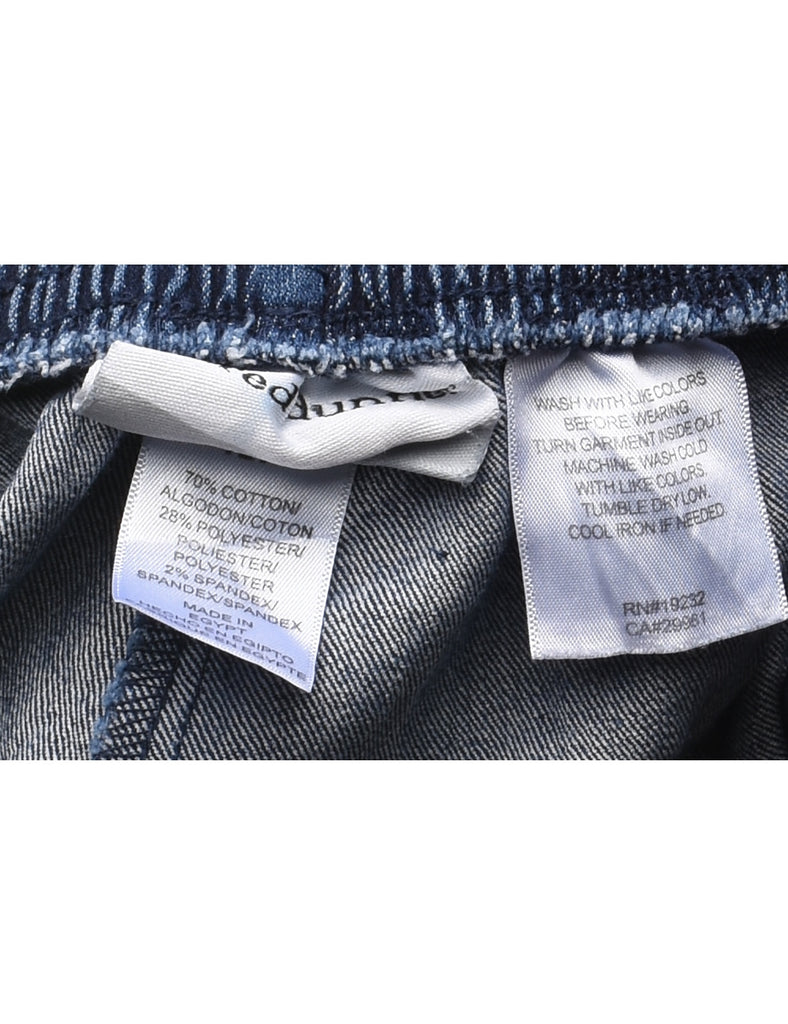 70% COTTON/
ALGODON/COTON
28% POLYESTER/
POLIESTER/
POLYESTER
2% SPANDEX/
SPANDEX/SPANDEX
MADE IN
EGYPT
HECHO EN EGIPTO
EN EGYPTE
WASH WITH LIKE COLORS
BEFORE WEARING
TURN GARMENT INSIDE OUT
MACHINE WASH COLD
WITH LIKE COLORS
TUMBLE DRY LOW.
COOL IRON IF NEEDED
RN#19232